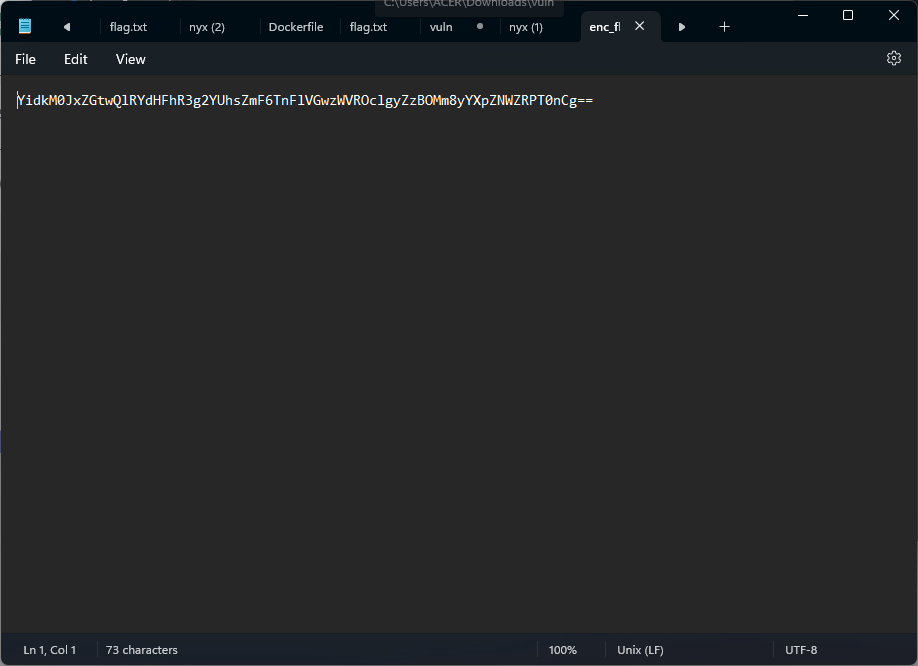 C:\Users\ACER\Downloads\vuln
flag.txt nyx (2) Dockerfile flag.txt vuln nyx (1) enc_fl
File Edit View
YidkM0JxZGtwQlRYdHFhR3g2YUhsZmF6TnFlVGwzWVROclgyZzBOMm8yYXpZNWZRPT0nCg==
Ln 1, Col 1 73 characters 100% Unix (LF) UTF-8